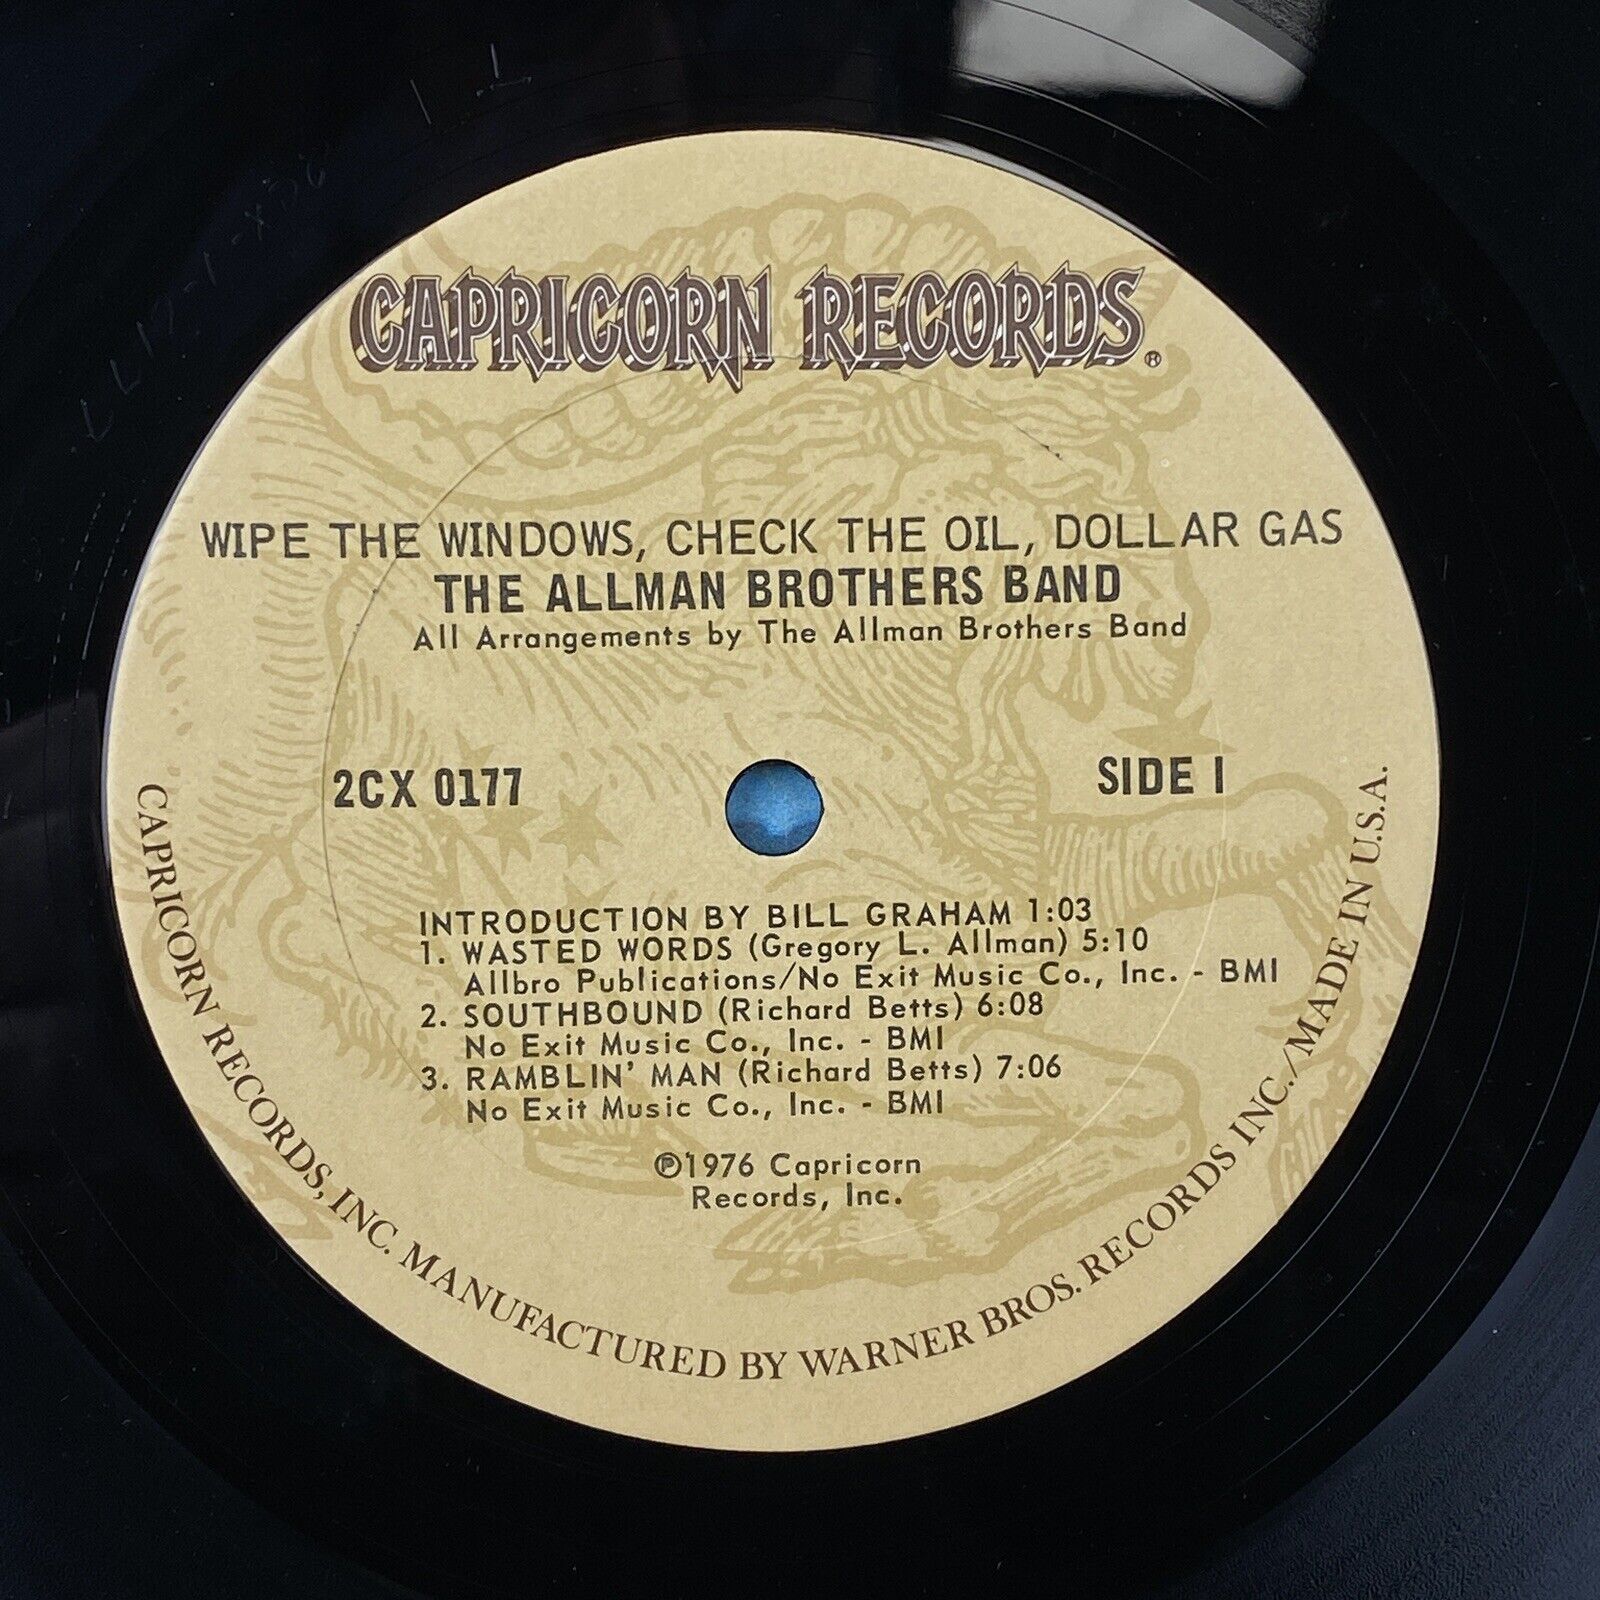 CAPRICORN RECORDS®
WIPE THE WINDOWS, CHECK THE OIL, DOLLAR GAS
THE ALLMAN BROTHERS BAND
All Arrangements by The Allman Brothers Band
2CX 0177
SIDE I
INTRODUCTION BY BILL GRAHAM 1:03
1. WASTED WORDS (Gregory L. Allman) 5:10
Allbro Publications/No Exit Music Co., Inc. - BMI
2. SOUTHBOUND (Richard Betts) 6:08
No Exit Music Co., Inc. - BMI
3. RAMBLIN' MAN (Richard Betts) 7:06
No Exit Music Co., Inc. - BMI
℗1976 Capricorn
Records, Inc.
CAPRICORN RECORDS, INC. MANUFACTURED BY WARNER BROS. RECORDS INC./MADE IN U.S.A.